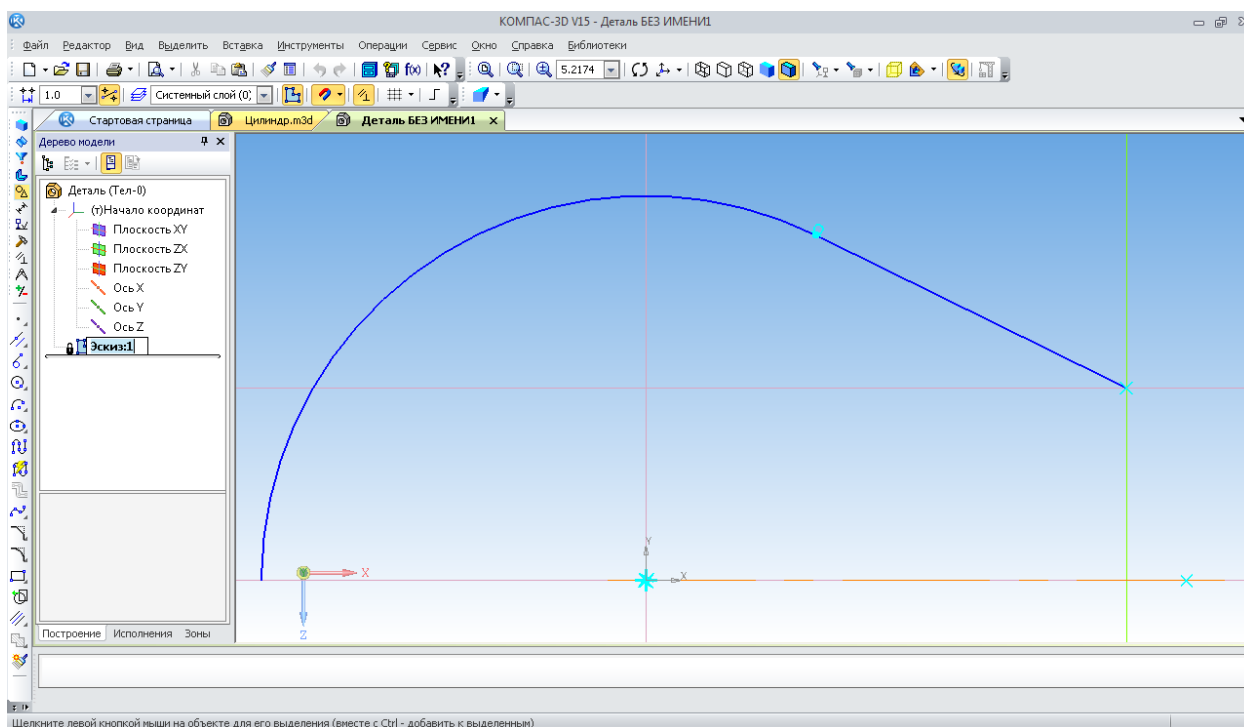 КОМПАС-3D V15 - Деталь БЕЗ ИМЕНИ1
Файл Редактор Вид Выделить Вставка Инструменты Операции Сервис Окно Справка Библиотеки
f(x) 5.2174
1.0 Системный слой (0;
Стартовая страница Цилиндр.m3d Деталь БЕЗ ИМЕНИ1
Дерево модели
Деталь (Тел-0)
(т)Начало координат
Плоскость XY
Плоскость ZX
Плоскость ZY
Ось X
Ось Y
Ось Z
Эскиз:1
Y
X
X
Z
Построение Исполнения Зоны
Щелкните левой кнопкой мыши на объекте для его выделения (вместе с Ctrl - добавить к выделенным)